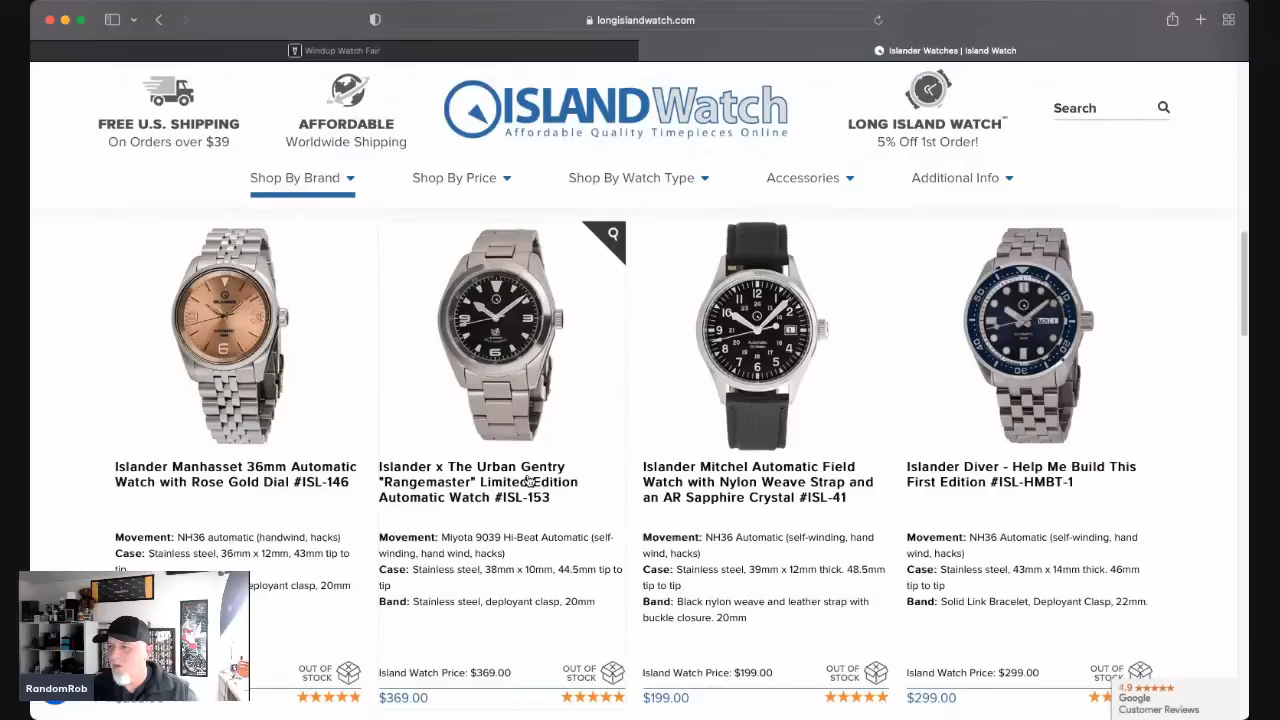 longislandwatch.com
Windup Watch Fair
Islander Watches | Island Watch
FREE U.S. SHIPPING
On Orders over $39
AFFORDABLE
Worldwide Shipping
ISLANDWatch
Affordable Quality Timepieces Online
LONG ISLAND WATCH™
5% Off 1st Order!
Search
Shop By Brand
Shop By Price
Shop By Watch Type
Accessories
Additional Info
Islander Manhasset 36mm Automatic
Watch with Rose Gold Dial #ISL-146
Movement: NH36 automatic (handwind, hacks)
Case: Stainless steel, 36mm x 12mm, 43mm tip to
tip
deployant clasp, 20mm
OUT OF
STOCK
Islander x The Urban Gentry
"Rangemaster" Limited Edition
Automatic Watch #ISL-153
Movement: Miyota 9039 Hi-Beat Automatic (self-
winding, hand wind, hacks)
Case: Stainless steel, 38mm x 10mm, 44.5mm tip to
tip
Band: Stainless steel, deployant clasp, 20mm
Island Watch Price: $369.00
OUT OF
STOCK
$369.00
Islander Mitchel Automatic Field
Watch with Nylon Weave Strap and
an AR Sapphire Crystal #ISL-41
Movement: NH36 Automatic (self-winding, hand
wind, hacks)
Case: Stainless steel, 39mm x 12mm thick. 48.5mm
tip to tip
Band: Black nylon weave and leather strap with
buckle closure. 20mm
Island Watch Price: $199.00
OUT OF
STOCK
$199.00
Islander Diver - Help Me Build This
First Edition #ISL-HMBT-1
Movement: NH36 Automatic (self-winding, hand
wind, hacks)
Case: Stainless steel, 43mm x 14mm thick. 46mm
tip to tip
Band: Solid Link Bracelet, Deployant Clasp, 22mm.
Island Watch Price: $299.00
OUT OF
STOCK
$299.00
4.9
Google
Customer Reviews
RandomRob